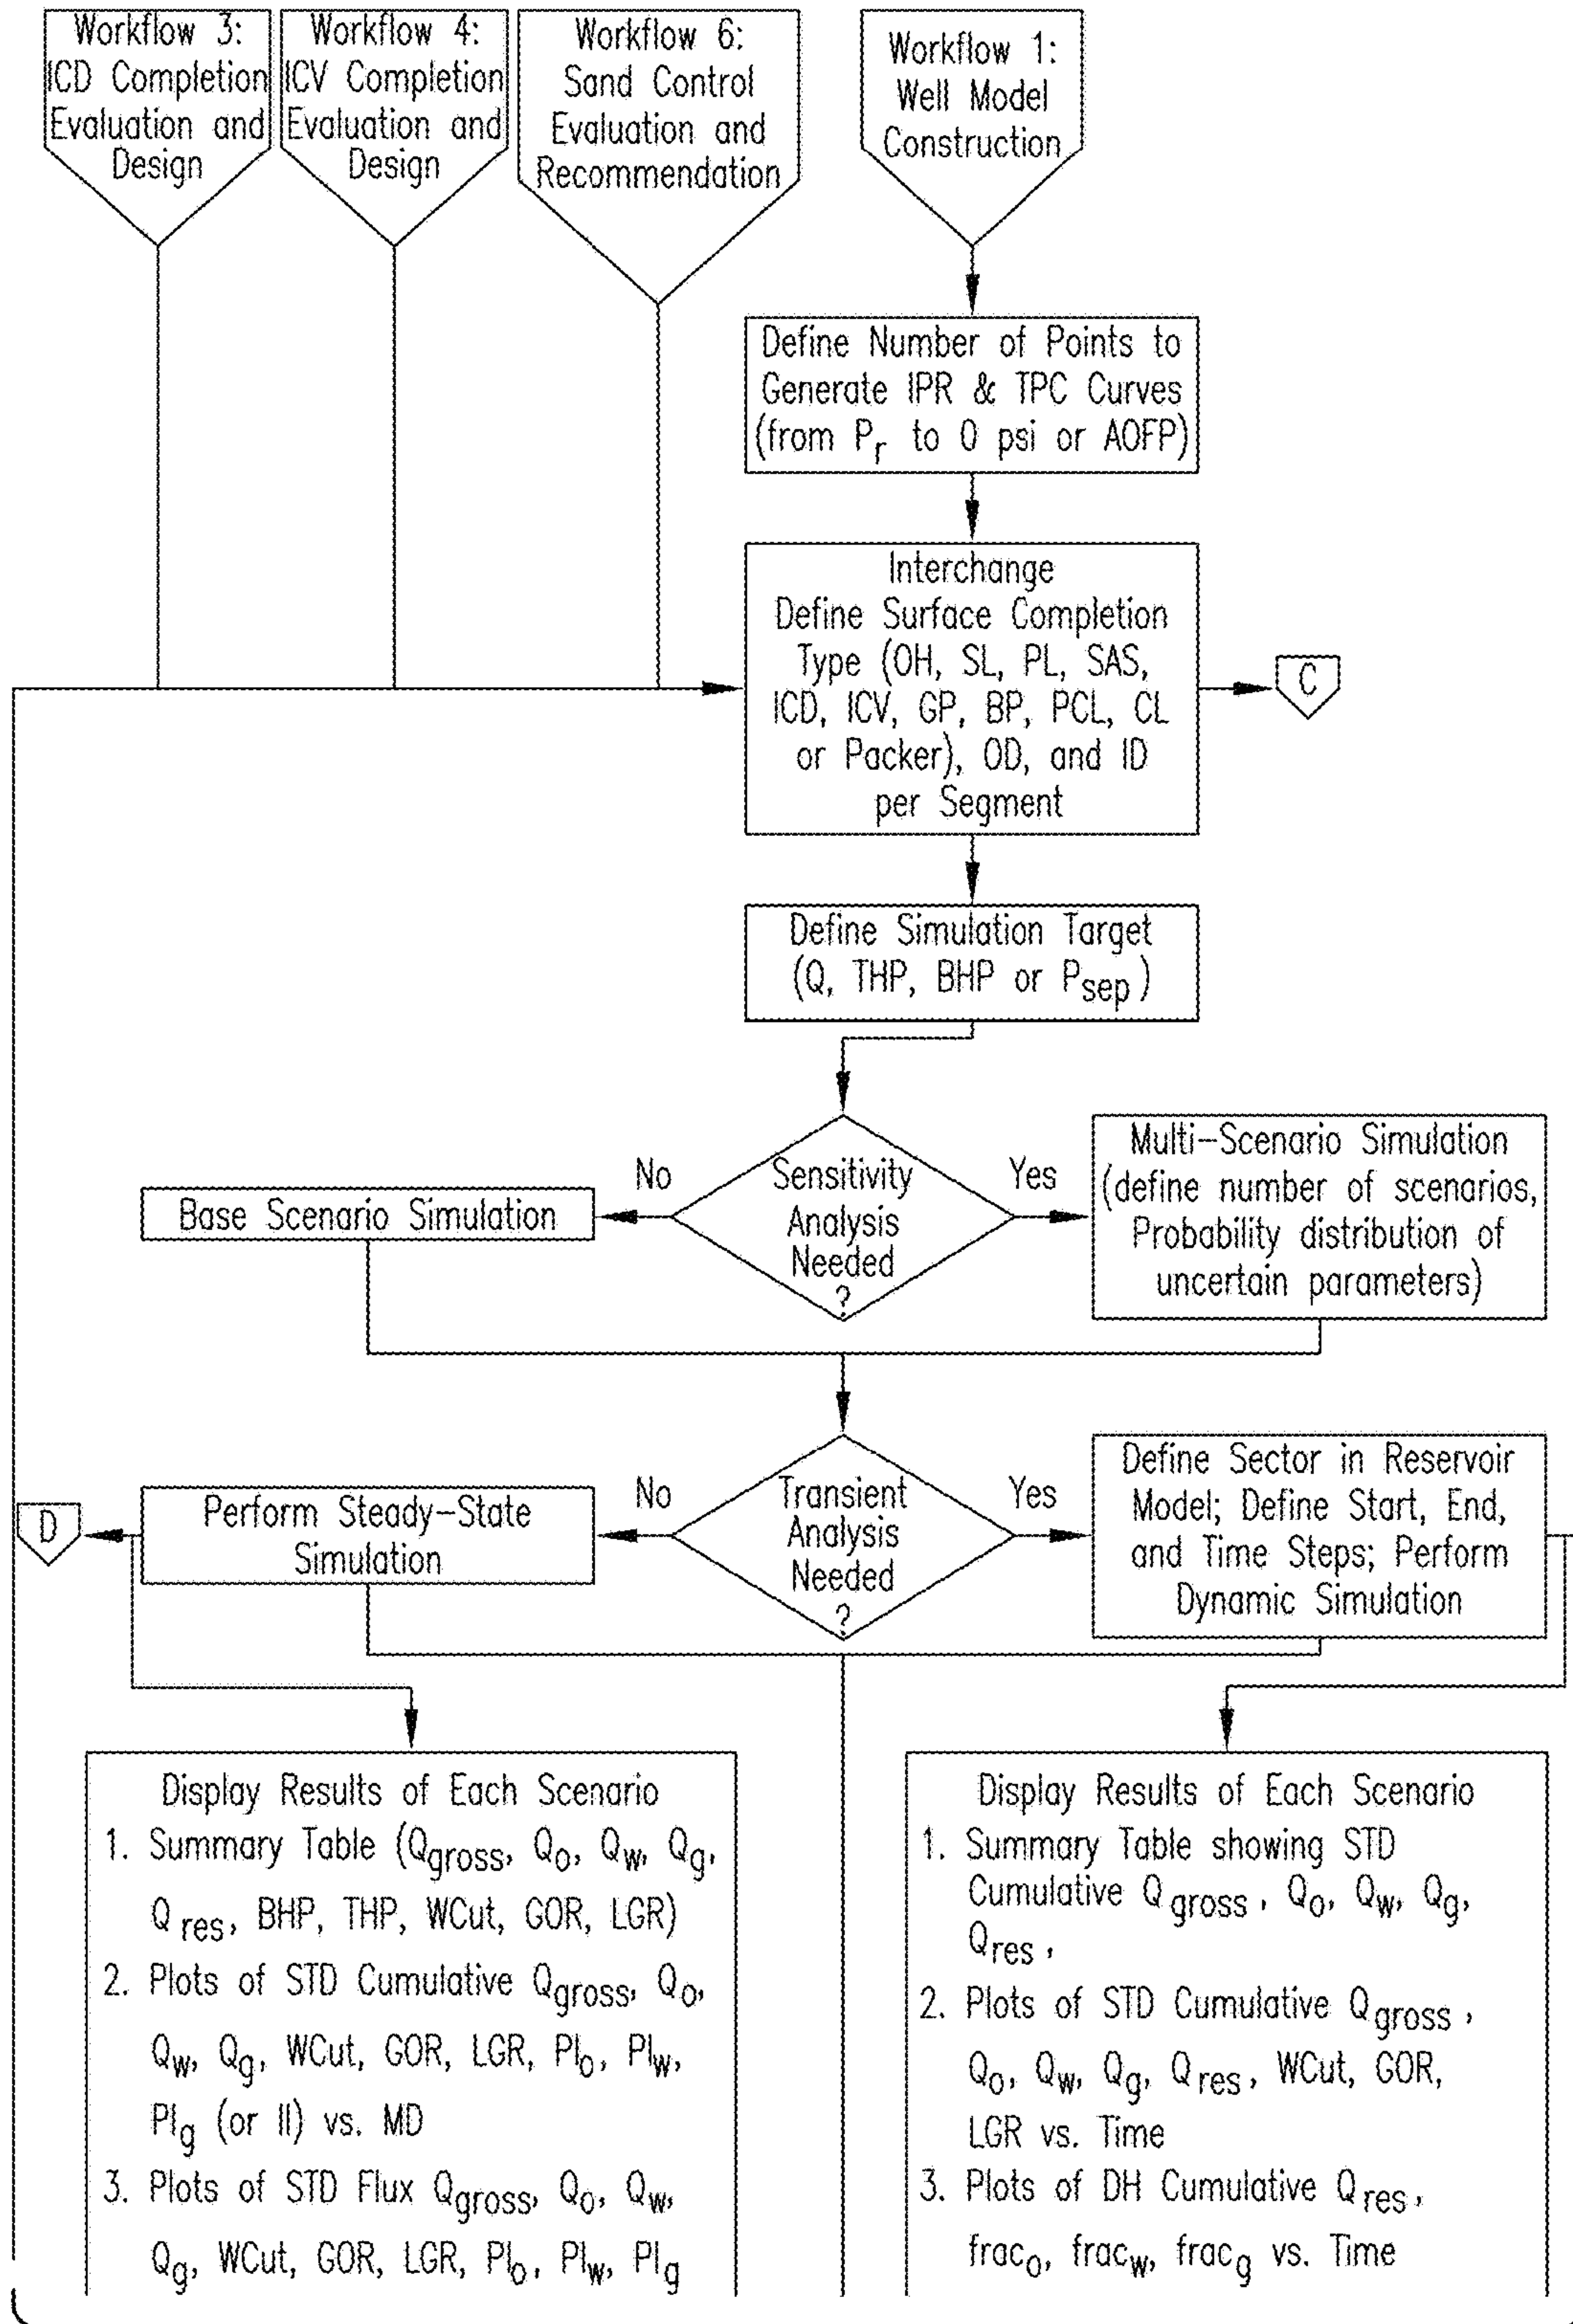 Workflow 3:
ICD Completion
Evaluation and
Design
Workflow 4:
ICV Completion
Evaluation and
Design
Workflow 6:
Sand Control
Evaluation and
Recommendation
Workflow 1:
Well Model
Construction
Define Number of Points to
Generate IPR & TPC Curves
(from Pr to 0 psi or AOFP)
Interchange
Define Surface Completion
Type (OH, SL, PL, SAS,
ICD, ICV, GP, BP, PCL, CL
or Packer), OD, and ID
per Segment
C
Define Simulation Target
(Q, THP, BHP or Psep)
Sensitivity
Analysis
Needed
?
No
Yes
Base Scenario Simulation
Multi-Scenario Simulation
(define number of scenarios,
Probability distribution of
uncertain parameters)
Transient
Analysis
Needed
?
No
Yes
D
Perform Steady-State
Simulation
Define Sector in Reservoir
Model; Define Start, End,
and Time Steps; Perform
Dynamic Simulation
Display Results of Each Scenario
1. Summary Table (Qgross, Qo, Qw, Qg,
Qres, BHP, THP, WCut, GOR, LGR)
2. Plots of STD Cumulative Qgross, Qo,
Qw, Qg, WCut, GOR, LGR, PIo, PIw,
PIg (or II) vs. MD
3. Plots of STD Flux Qgross, Qo, Qw,
Qg, WCut, GOR, LGR, PIo, PIw, PIg
Display Results of Each Scenario
1. Summary Table showing STD
Cumulative Qgross, Qo, Qw, Qg,
Qres,
2. Plots of STD Cumulative Qgross,
Qo, Qw, Qg, Qres, WCut, GOR,
LGR vs. Time
3. Plots of DH Cumulative Qres,
fraco, fracw, fracg vs. Time